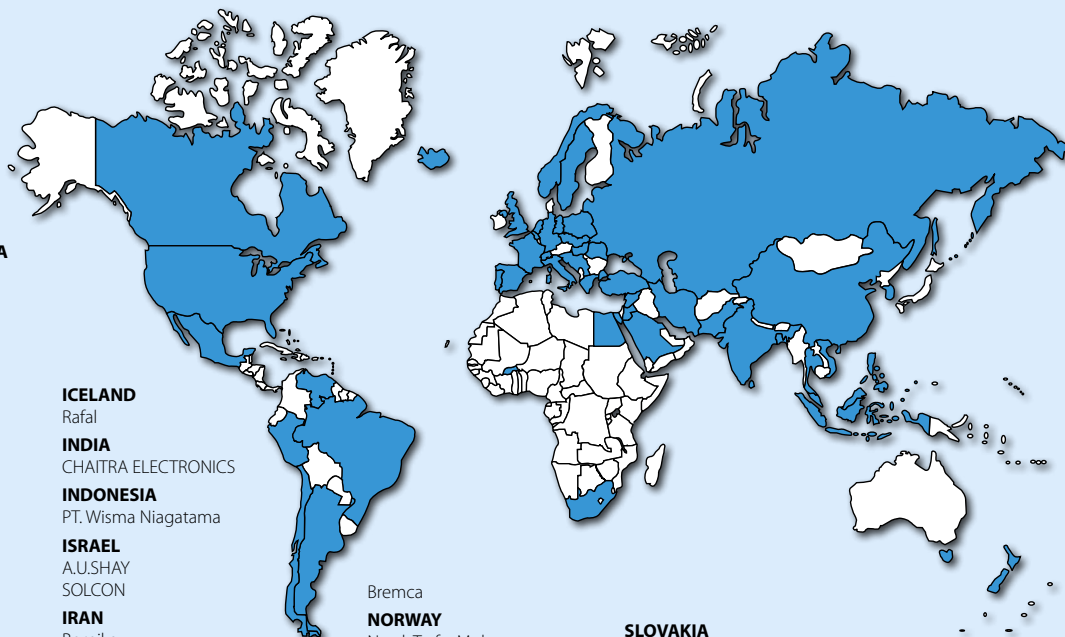 A
ICELAND
Rafal
INDIA
CHAITRA ELECTRONICS
INDONESIA
PT. Wisma Niagatama
ISRAEL
A.U.SHAY
SOLCON
IRAN
Bremca
NORWAY
SLOVAKIA